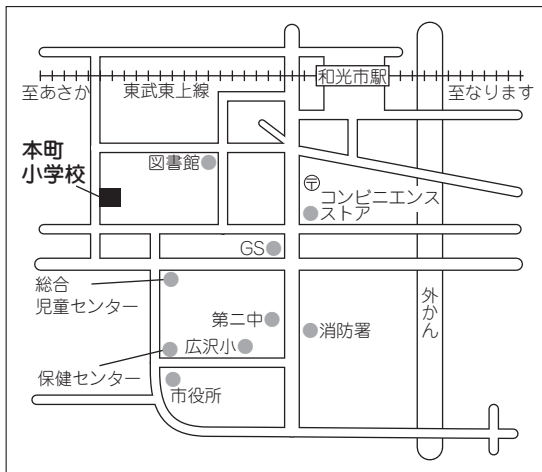 和光市駅
至あさか
東武東上線
至なります
本町
小学校
図書館
〒
コンビニエンス
ストア
GS
総合
児童センター
外かん
第二中
消防署
広沢小
保健センター
市役所